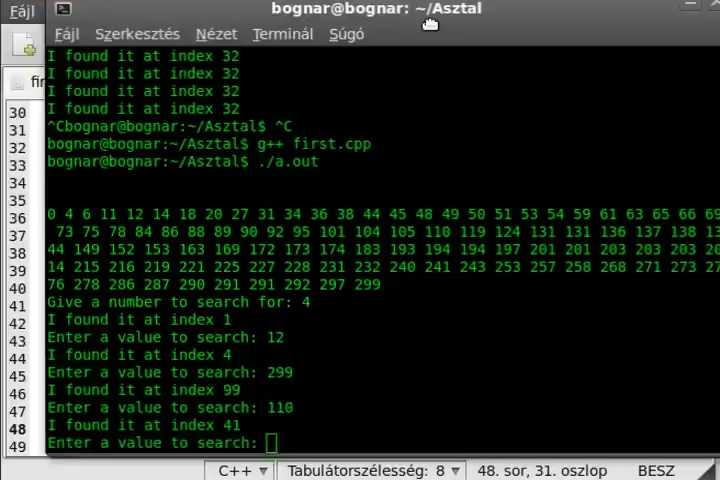 Fájl
bognar@bognar: ~/Asztal
Fájl Szerkesztés Nézet Terminál Súgó
I found it at index 32
I found it at index 32
I found it at index 32
I found it at index 32
^Cbognar@bognar:~/Asztal$ ^C
bognar@bognar:~/Asztal$ g++ first.cpp
bognar@bognar:~/Asztal$ ./a.out
0 4 6 11 12 14 18 20 27 31 34 36 38 44 45 48 49 50 51 53 54 59 61 63 65 66 69
73 75 78 84 86 88 89 90 92 95 101 104 105 110 119 124 131 131 136 137 138 13
44 149 152 153 163 169 172 173 174 183 193 194 194 197 201 201 203 203 203 20
14 215 216 219 221 225 227 228 231 232 240 241 243 253 257 258 268 271 273 27
76 278 286 287 290 291 291 292 297 299
Give a number to search for: 4
I found it at index 1
Enter a value to search: 12
I found it at index 4
Enter a value to search: 299
I found it at index 99
Enter a value to search: 110
I found it at index 41
Enter a value to search:
fir
30
31
32
33
34
35
36
37
38
39
40
41
42
43
44
45
46
47
48
49
C++ Tabulátorszélesség: 8 48. sor, 31. oszlop BESZ